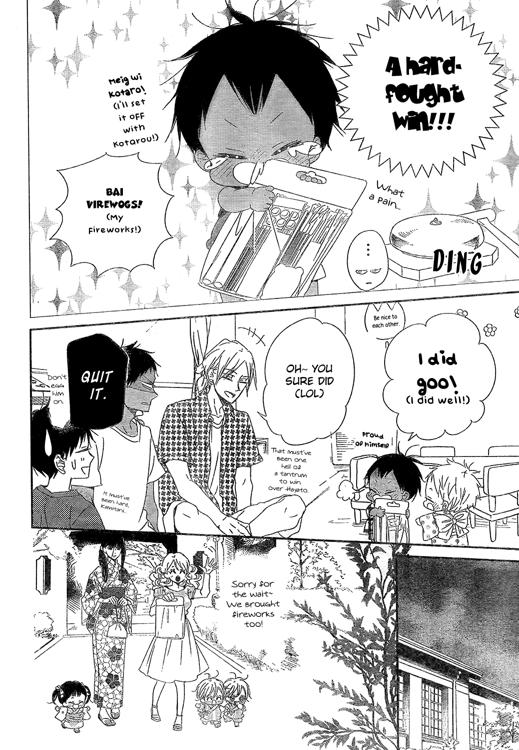 A hard-
fought
win!!!
Meig wi
Kotaro!
(I'll set
it off
with
Kotarou!)
BAI
VIREWOGS!
(My
fireworks!)
What
a pain..
...
DING
Be nice to
each other.
I did
goo!
(I did well!)
OH~ YOU
SURE DID
(LOL)
QUIT
IT.
Don't
egg
him
on.
Proud
of himself
That must've
been one
hell of
a tantrum
to win
over Hayato.
It must've
been hard,
Kamitani..
Sorry for
the wait~
We brought
fireworks
too!